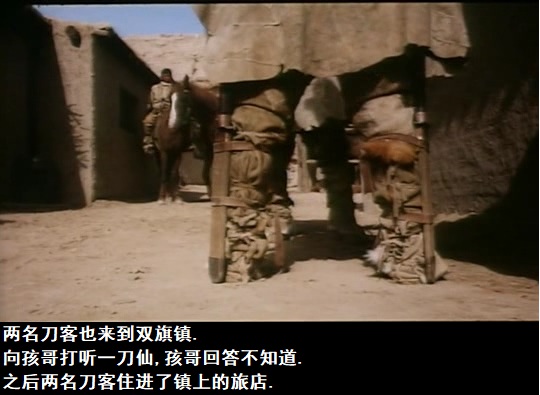 两名刀客也来到双旗镇.
向孩哥打听一刀仙,孩哥回答不知道.
之后两名刀客住进了镇上的旅店.